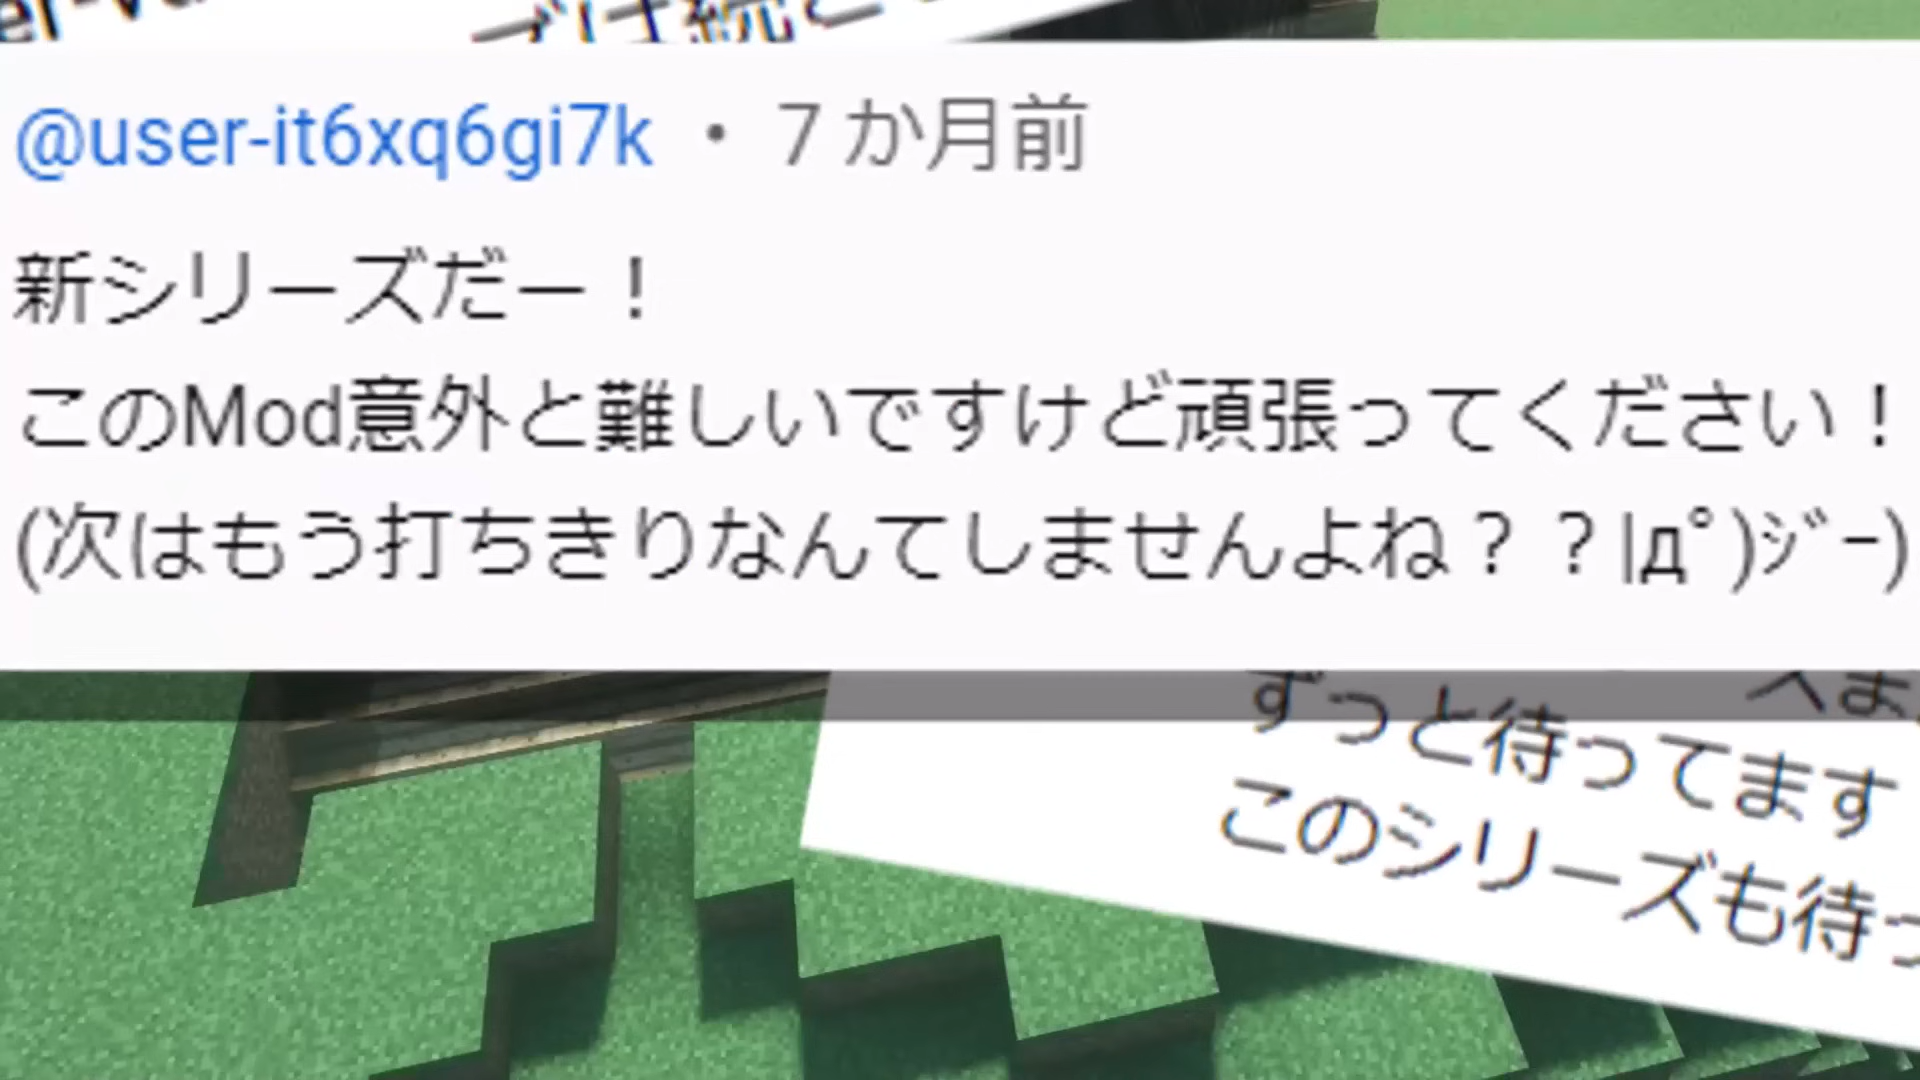 @user-it6xq6gi7k ・ 7 か月前
新シリーズだー！
このMod意外と難しいですけど頑張ってください！
(次はもう打ちきりなんてしませんよね？？|дﾟ)ｼﾞｰ)
ずっと待ってます
このシリーズも待っ